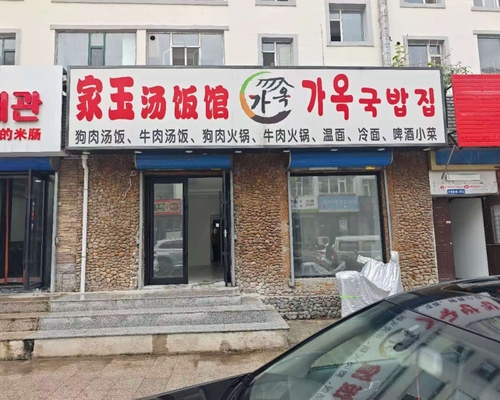 家玉汤饭馆
가옥
가옥국밥집
狗肉汤饭、牛肉汤饭、狗肉火锅、牛肉火锅、温面、冷面、啤酒小菜
관
的米肠